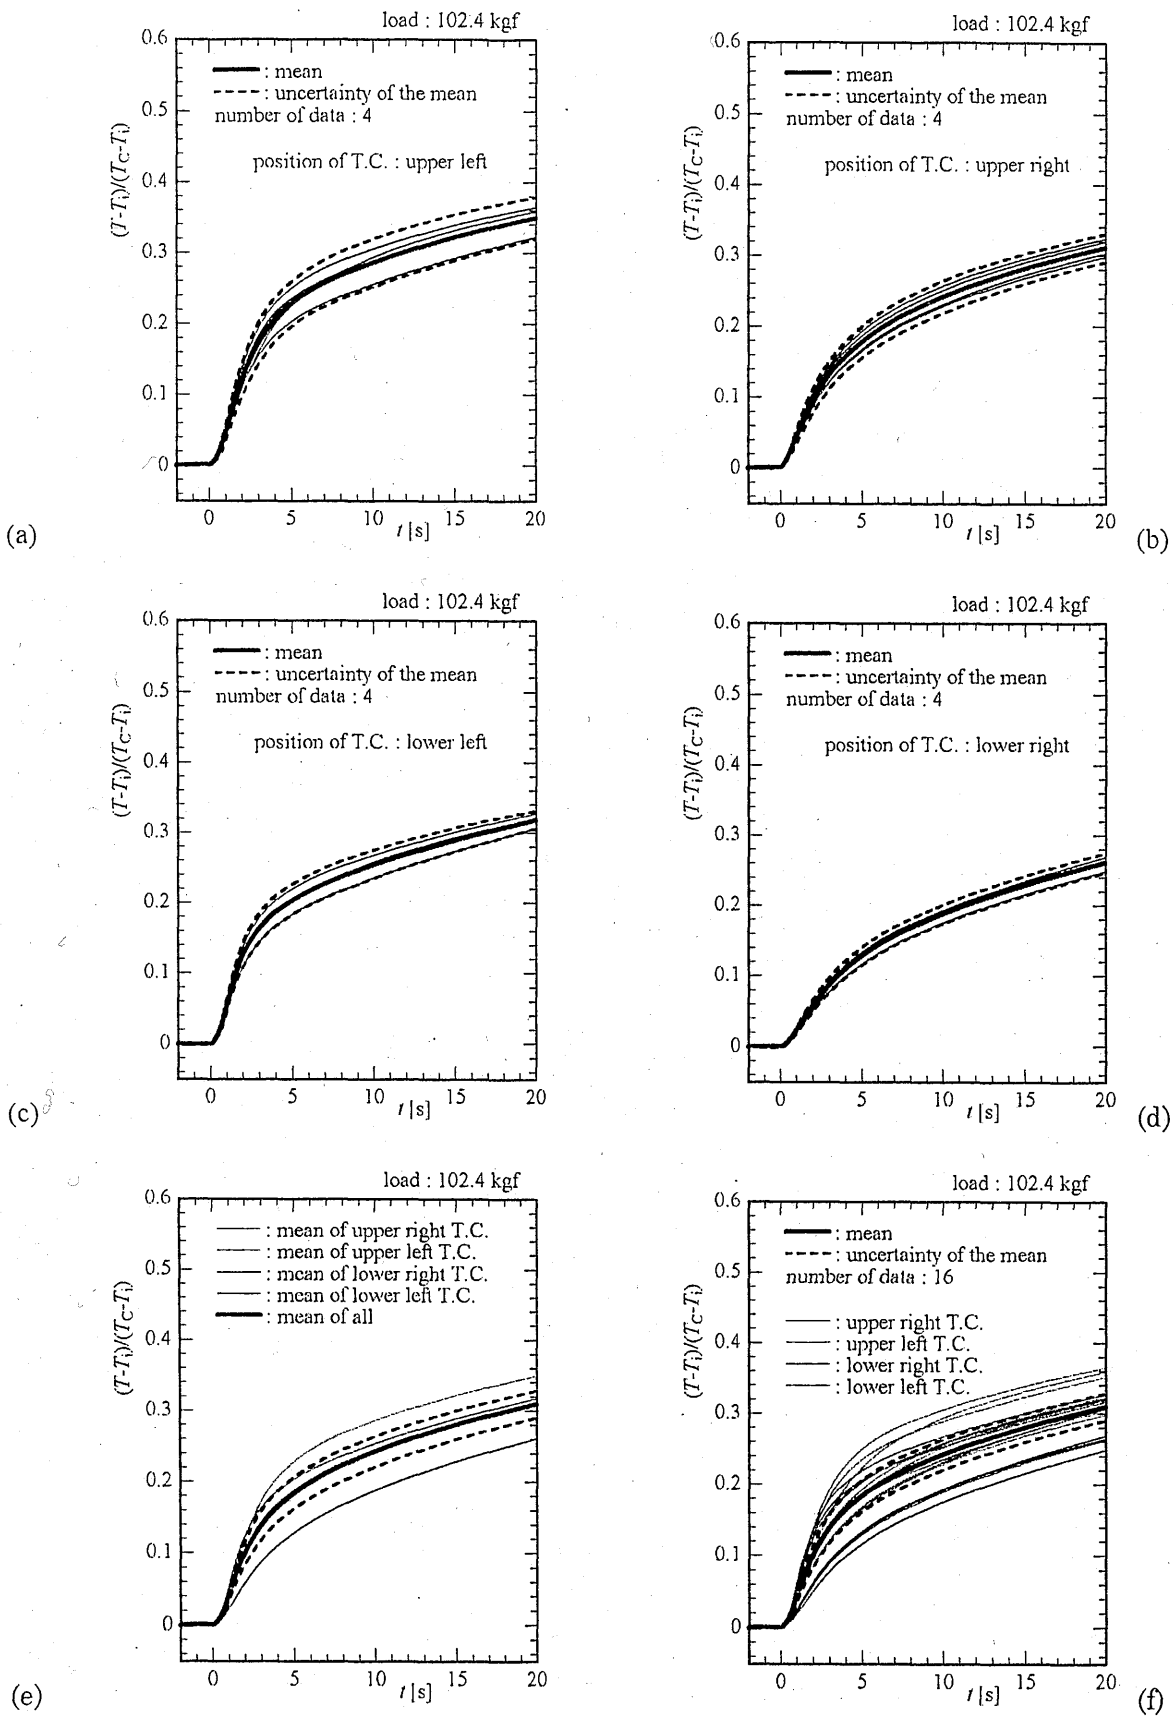 load : 102.4 kgf
0.6
0.5
0.4
0.3
0.2
0.1
0
(T-Ti)/(TC-Ti)
: mean
: uncertainty of the mean
number of data : 4
position of T.C. : upper left
0 5 10 15 20
t [s]
(a)
load : 102.4 kgf
0.6
0.5
0.4
0.3
0.2
0.1
0
(T-Ti)/(TC-Ti)
: mean
: uncertainty of the mean
number of data : 4
position of T.C. : upper right
0 5 10 15 20
t [s]
(b)
load : 102.4 kgf
0.6
0.5
0.4
0.3
0.2
0.1
0
(T-Ti)/(TC-Ti)
: mean
: uncertainty of the mean
number of data : 4
position of T.C. : lower left
0 5 10 15 20
t [s]
(c)
load : 102.4 kgf
0.6
0.5
0.4
0.3
0.2
0.1
0
(T-Ti)/(TC-Ti)
: mean
: uncertainty of the mean
number of data : 4
position of T.C. : lower right
0 5 10 15 20
t [s]
(d)
load : 102.4 kgf
0.6
0.5
0.4
0.3
0.2
0.1
0
(T-Ti)/(TC-Ti)
: mean of upper right T.C.
: mean of upper left T.C.
: mean of lower right T.C.
: mean of lower left T.C.
: mean of all
0 5 10 15 20
t [s]
(e)
load : 102.4 kgf
0.6
0.5
0.4
0.3
0.2
0.1
0
(T-Ti)/(TC-Ti)
: mean
: uncertainty of the mean
number of data : 16
: upper right T.C.
: upper left T.C.
: lower right T.C.
: lower left T.C.
0 5 10 15 20
t [s]
(f)